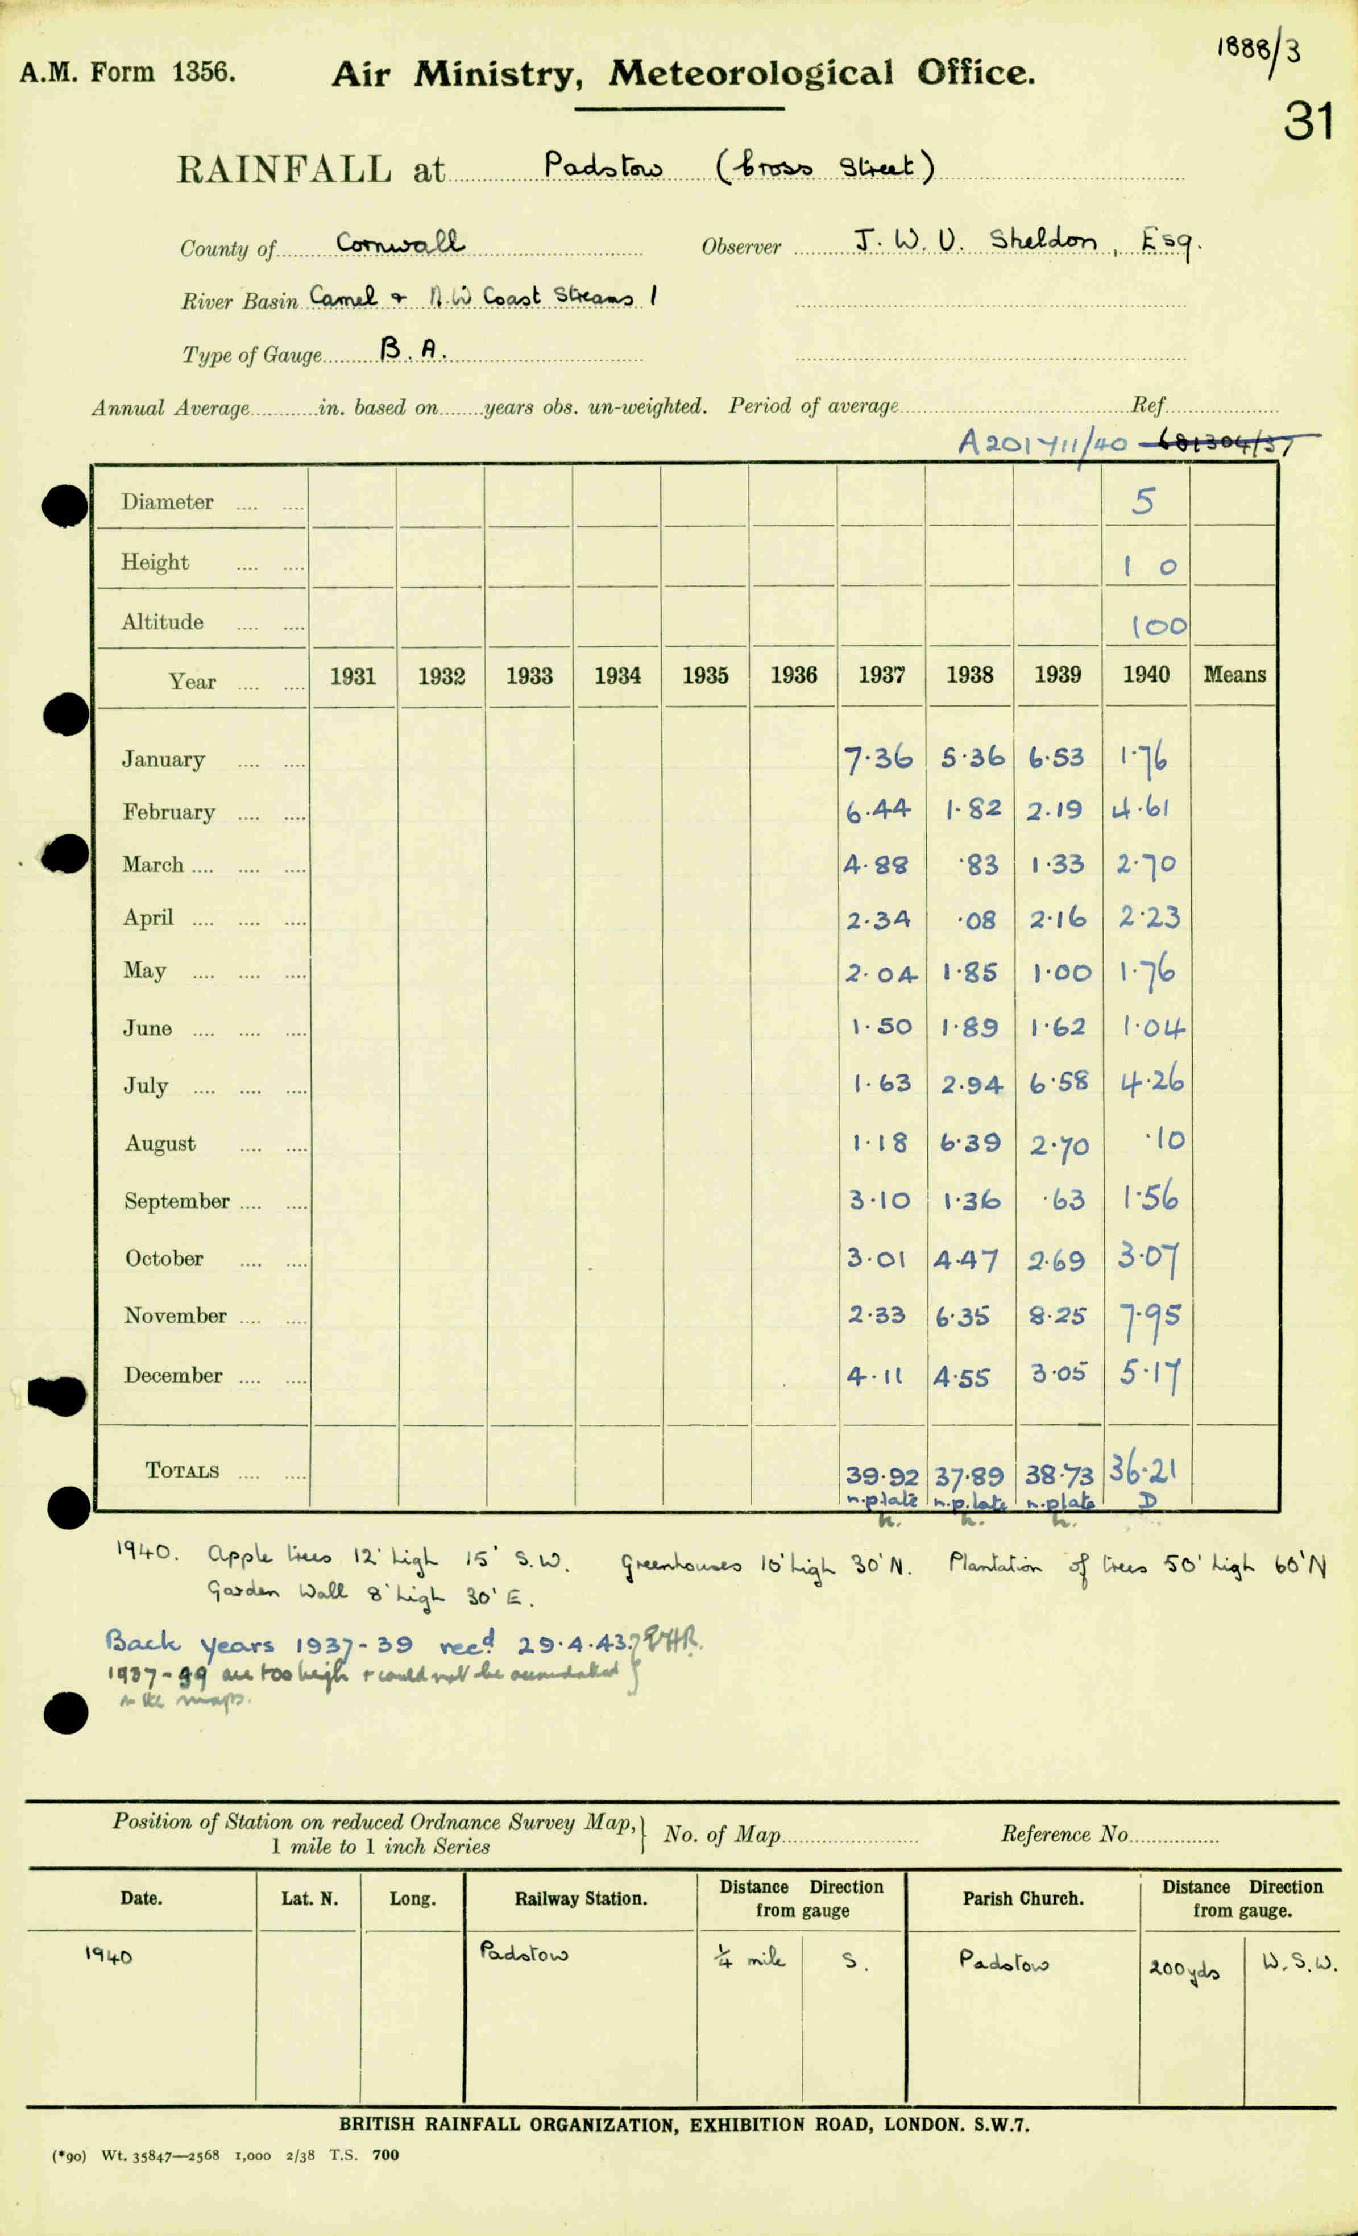 1888/3
A.M. Form 1356. Air Ministry, Meteorological Office.
31
RAINFALL at Padstow (Cross Street)
County of Cornwall Observer J. W. U. Sheldon, Esq.
River Basin Camel & N.W Coast Streams 1
Type of Gauge B. A.
Annual Average in. based on years obs. un-weighted. Period of average Ref.
A201711/40 681304/37
Diameter 5
Height 1 0
Altitude 100
Year 1931 1932 1933 1934 1935 1936 1937 1938 1939 1940 Means
January 7.36 5.36 6.53 1.76
February 6.44 1.82 2.19 4.61
March 4.88 .83 1.33 2.70
April 2.34 .08 2.16 2.23
May 2.04 1.85 1.00 1.76
June 1.50 1.89 1.62 1.04
July 1.63 2.94 6.58 4.26
August 1.18 6.39 2.70 .10
September 3.10 1.36 .63 1.56
October 3.01 4.47 2.69 3.07
November 2.33 6.35 8.25 7.95
December 4.11 4.55 3.05 5.17
TOTALS 39.92 37.89 38.73 36.21
n.p.late n.p.late n.p.late D
h. h. h.
1940. Apple trees 12' high 15' S.W. Greenhouses 10' high 30' N. Plantation of trees 50' high 60' N
Garden Wall 8' high 30' E.
Back years 1937-39 recd 29.4.43.
1937-39 are too high & could not be
in the maps.
Position of Station on reduced Ordnance Survey Map, No. of Map Reference No.
1 mile to 1 inch Series
Date. Lat. N. Long. Railway Station. Distance Direction from gauge Parish Church. Distance Direction from gauge.
1940 Padstow ¼ mile S. Padstow 200yds W.S.W.
BRITISH RAINFALL ORGANIZATION, EXHIBITION ROAD, LONDON. S.W.7.
(*90) Wt. 35847—2568 1,000 2/38 T.S. 700